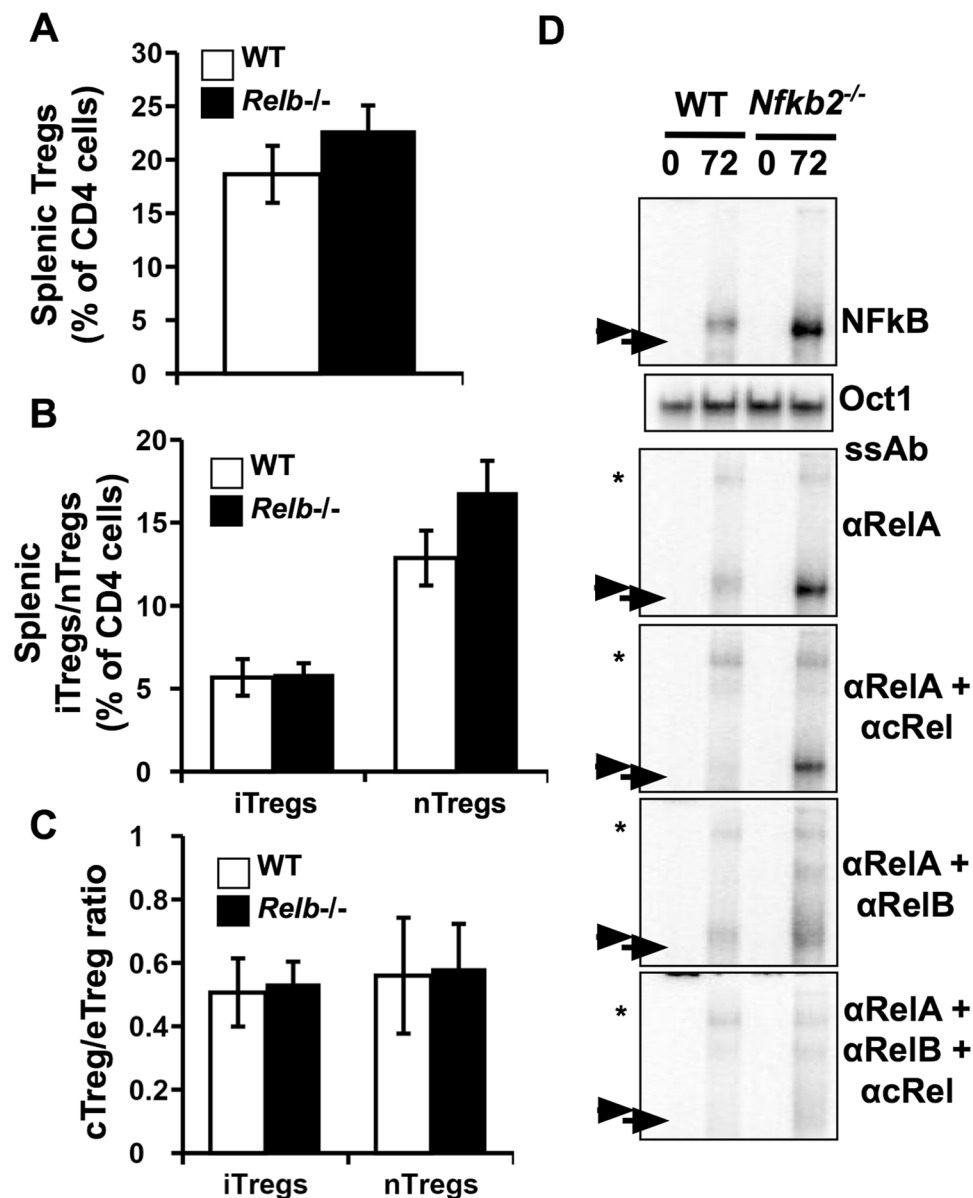 A
WT
Relb-/-
30
25
20
15
10
5
0
Splenic Tregs
(% of CD4 cells)
B
WT
Relb-/-
20
15
10
5
0
Splenic
iTregs/nTregs
(% of CD4 cells)
iTregs nTregs
C
WT
Relb-/-
1
0.8
0.6
0.4
0.2
0
cTreg/eTreg ratio
iTregs nTregs
D
WT Nfkb2-/-
0 72 0 72
NFkB
Oct1
ssAb
*
αRelA
*
αRelA +
αcRel
*
αRelA +
αRelB
*
αRelA +
αRelB +
αcRel